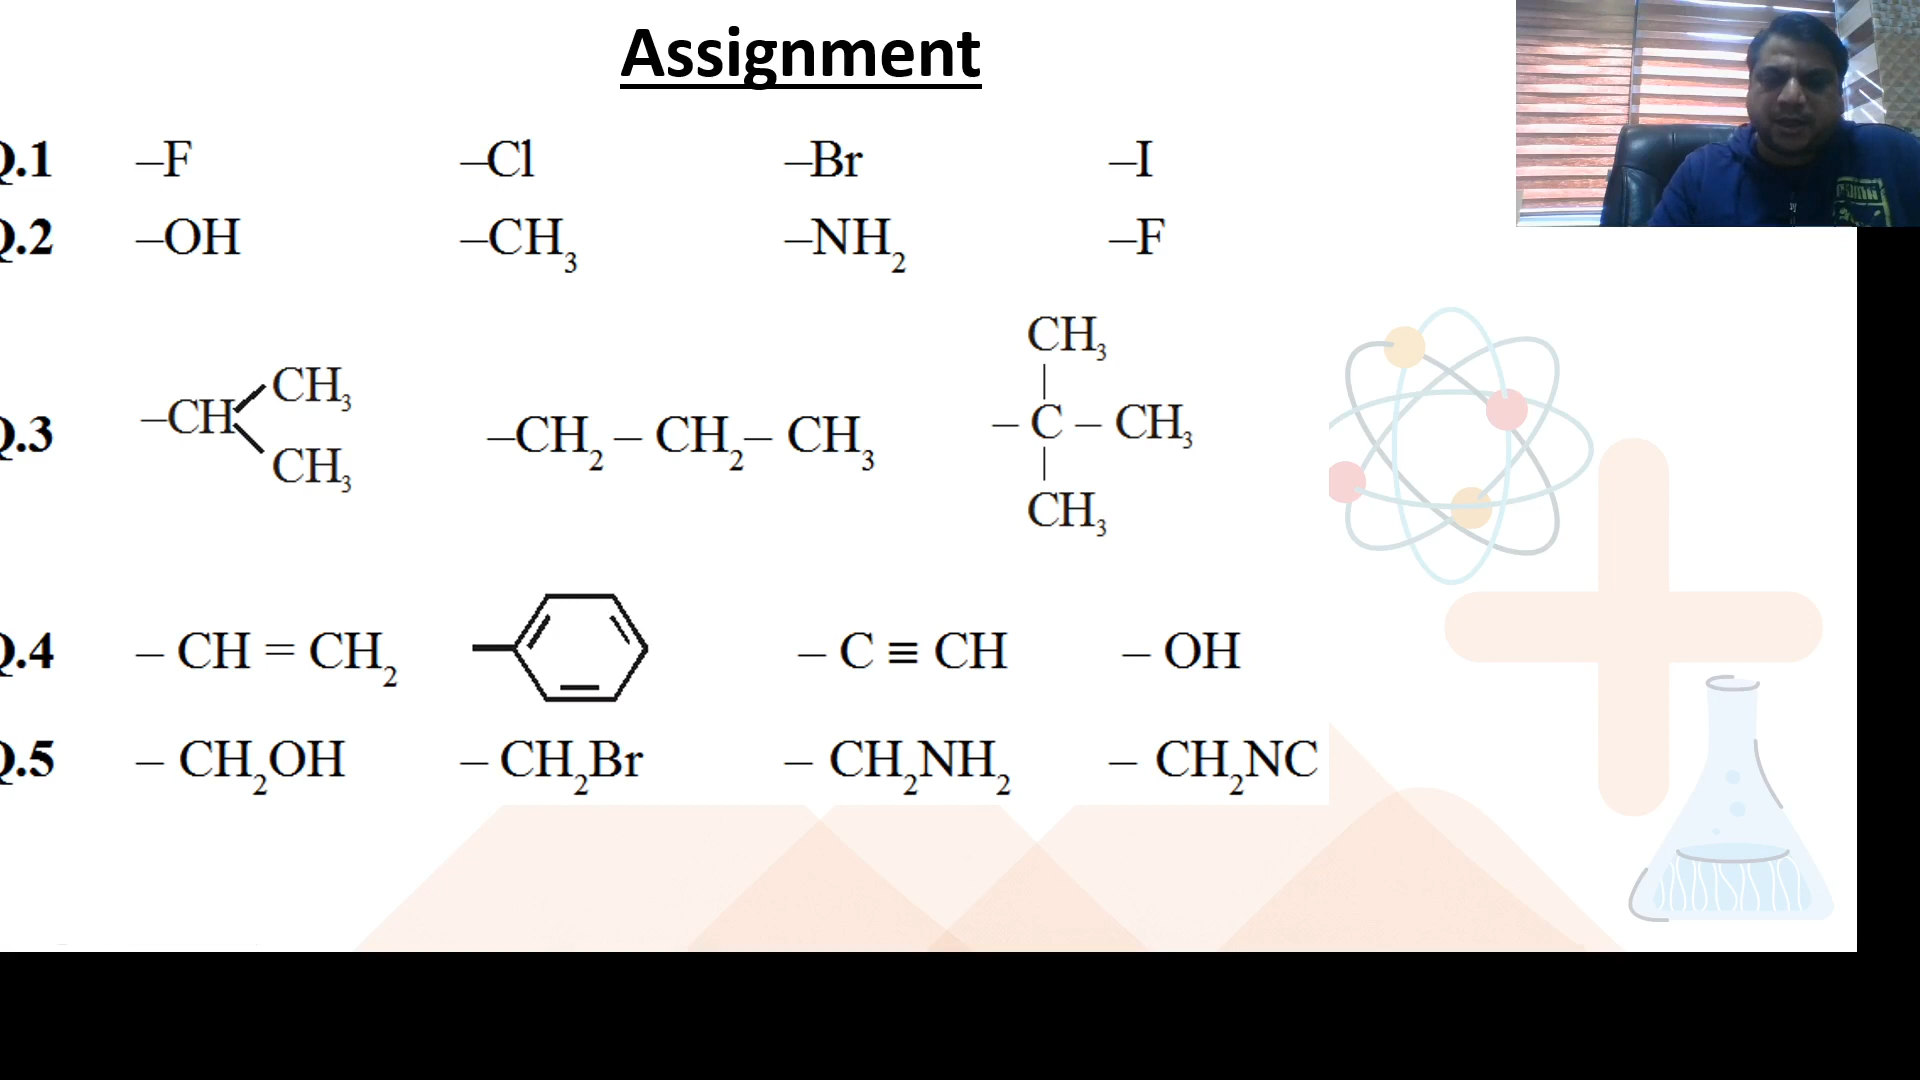 Assignment
Q.1 –F –Cl –Br –I
Q.2 –OH –CH₃ –NH₂ –F
CH₃
CH₃
Q.3 –CH –CH₂ – CH₂– CH₃ – C – CH₃
CH₃
CH₃
Q.4 – CH = CH₂ – C ≡ CH – OH
Q.5 – CH₂OH – CH₂Br – CH₂NH₂ – CH₂NC